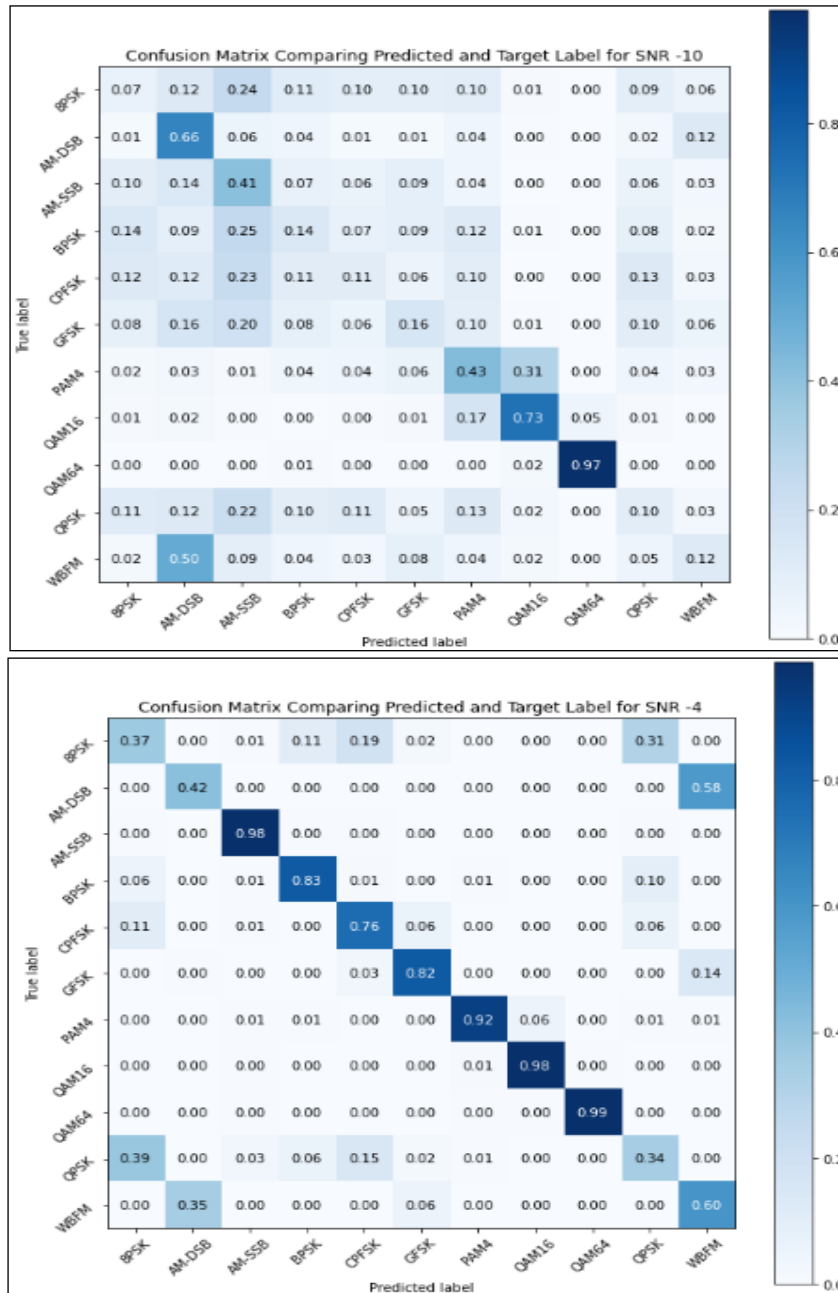 Confusion Matrix Comparing Predicted and Target Label for SNR -10
8PSK 0.07 0.12 0.24 0.11 0.10 0.10 0.10 0.01 0.00 0.09 0.06
AM-DSB 0.01 0.66 0.06 0.04 0.01 0.01 0.04 0.00 0.00 0.02 0.12
AM-SSB 0.10 0.14 0.41 0.07 0.06 0.09 0.04 0.00 0.00 0.06 0.03
BPSK 0.14 0.09 0.25 0.14 0.07 0.09 0.12 0.01 0.00 0.08 0.02
CPFSK 0.12 0.12 0.23 0.11 0.11 0.06 0.10 0.00 0.00 0.13 0.03
GFSK 0.08 0.16 0.20 0.08 0.06 0.16 0.10 0.01 0.00 0.10 0.06
PAM4 0.02 0.03 0.01 0.04 0.04 0.06 0.43 0.31 0.00 0.04 0.03
QAM16 0.01 0.02 0.00 0.00 0.00 0.01 0.17 0.73 0.05 0.01 0.00
QAM64 0.00 0.00 0.00 0.01 0.00 0.00 0.00 0.02 0.97 0.00 0.00
QPSK 0.11 0.12 0.22 0.10 0.11 0.05 0.13 0.02 0.00 0.10 0.03
WBFM 0.02 0.50 0.09 0.04 0.03 0.08 0.04 0.02 0.00 0.05 0.12
True label
8PSK AM-DSB AM-SSB BPSK CPFSK GFSK PAM4 QAM16 QAM64 QPSK WBFM
Predicted label
0.4
0.2
0.0
Confusion Matrix Comparing Predicted and Target Label for SNR -4
8PSK 0.37 0.00 0.01 0.11 0.19 0.02 0.00 0.00 0.00 0.31 0.00
AM-DSB 0.00 0.42 0.00 0.00 0.00 0.00 0.00 0.00 0.00 0.00 0.58
AM-SSB 0.00 0.00 0.98 0.00 0.00 0.00 0.00 0.00 0.00 0.00 0.00
BPSK 0.06 0.00 0.01 0.83 0.01 0.00 0.01 0.00 0.00 0.10 0.00
CPFSK 0.11 0.00 0.01 0.00 0.76 0.06 0.00 0.00 0.00 0.06 0.00
GFSK 0.00 0.00 0.00 0.00 0.03 0.82 0.00 0.00 0.00 0.00 0.14
PAM4 0.00 0.00 0.01 0.01 0.00 0.00 0.92 0.06 0.00 0.01 0.01
QAM16 0.00 0.00 0.00 0.00 0.00 0.00 0.01 0.98 0.00 0.00 0.00
QAM64 0.00 0.00 0.00 0.00 0.00 0.00 0.00 0.00 0.99 0.00 0.00
QPSK 0.39 0.00 0.03 0.06 0.15 0.02 0.01 0.00 0.00 0.34 0.00
WBFM 0.00 0.35 0.00 0.00 0.00 0.06 0.00 0.00 0.00 0.00 0.60
True label
8PSK AM-DSB AM-SSB BPSK CPFSK GFSK PAM4 QAM16 QAM64 QPSK WBFM
Predicted label